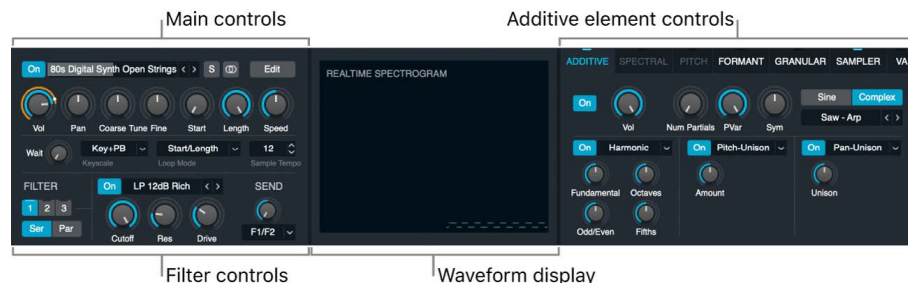 Main controls
Additive element controls
On 80s Digital Synth Open Strings < > S Edit
Vol Pan Coarse Tune Fine Start Length Speed
Wait Key+PB Start/Length 12
Keyscale Loop Mode Sample Tempo
FILTER On LP 12dB Rich < > SEND
1 2 3
Ser Par
Cutoff Res Drive F1/F2
REALTIME SPECTROGRAM
ADDITIVE SPECTRAL PITCH FORMANT GRANULAR SAMPLER VA
On Sine Complex
Saw - Arp < >
Vol Num Partials PVar Sym
On Harmonic On Pitch-Unison On Pan-Unison
Fundamental Octaves Amount Unison
Odd/Even Fifths
Filter controls
Waveform display